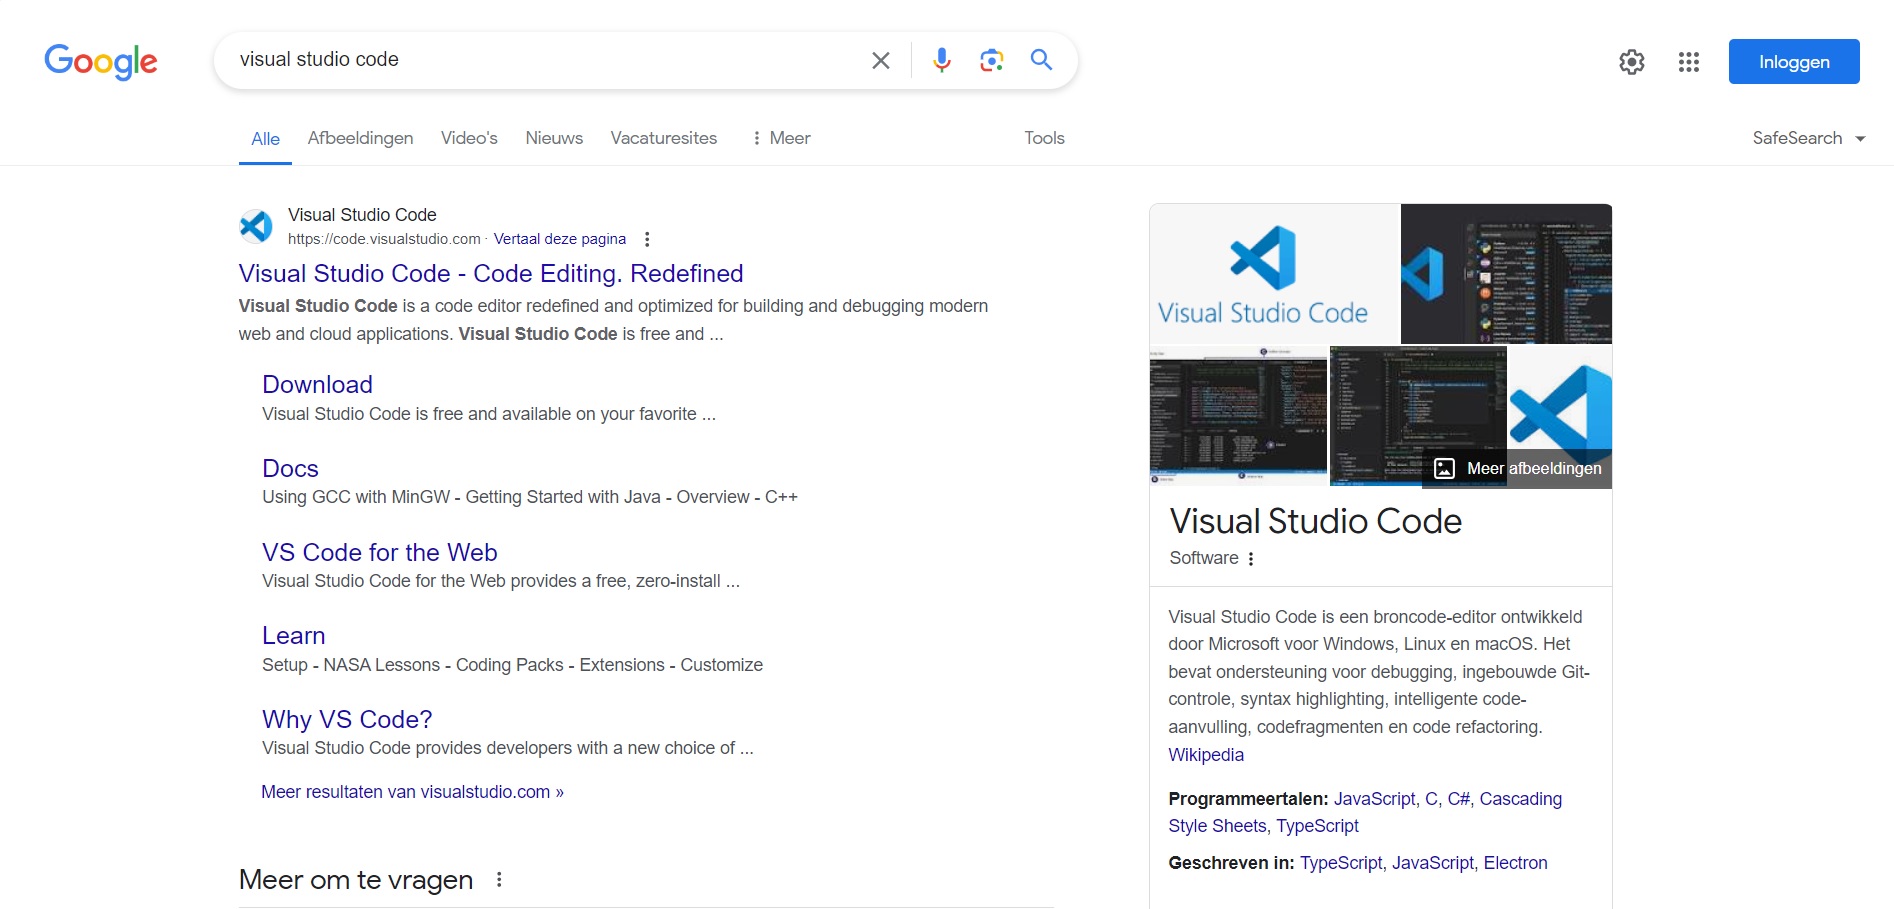 Google
visual studio code
Inloggen
Alle
Afbeeldingen
Video's
Nieuws
Vacaturesites
Meer
Tools
SafeSearch
Visual Studio Code
https://code.visualstudio.com · Vertaal deze pagina
Visual Studio Code - Code Editing. Redefined
Visual Studio Code is a code editor redefined and optimized for building and debugging modern
web and cloud applications. Visual Studio Code is free and ...
Download
Visual Studio Code is free and available on your favorite ...
Docs
Using GCC with MinGW - Getting Started with Java - Overview - C++
VS Code for the Web
Visual Studio Code for the Web provides a free, zero-install ...
Learn
Setup - NASA Lessons - Coding Packs - Extensions - Customize
Why VS Code?
Visual Studio Code provides developers with a new choice of ...
Meer resultaten van visualstudio.com »
Meer om te vragen
Visual Studio Code
Meer afbeeldingen
Visual Studio Code
Software
Visual Studio Code is een broncode-editor ontwikkeld
door Microsoft voor Windows, Linux en macOS. Het
bevat ondersteuning voor debugging, ingebouwde Git-
controle, syntax highlighting, intelligente code-
aanvulling, codefragmenten en code refactoring.
Wikipedia
Programmeertalen: JavaScript, C, C#, Cascading
Style Sheets, TypeScript
Geschreven in: TypeScript, JavaScript, Electron